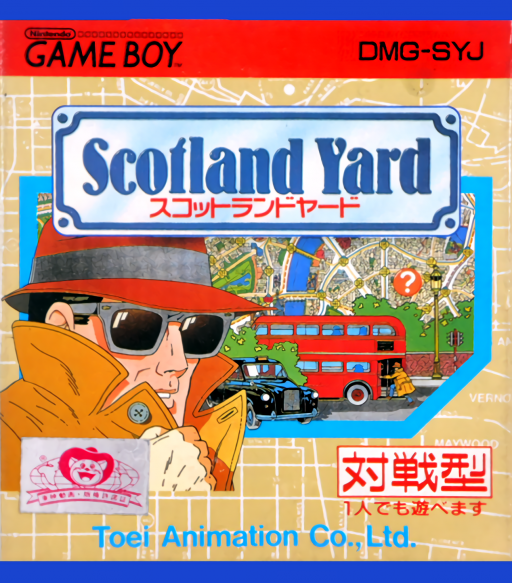 Nintendo
GAME BOY™
DMG-SYJ
Scotland Yard
スコットランドヤード
?
VERNO
MAYWOOD
対戦型
1人でも遊べます
Toei Animation Co., Ltd.